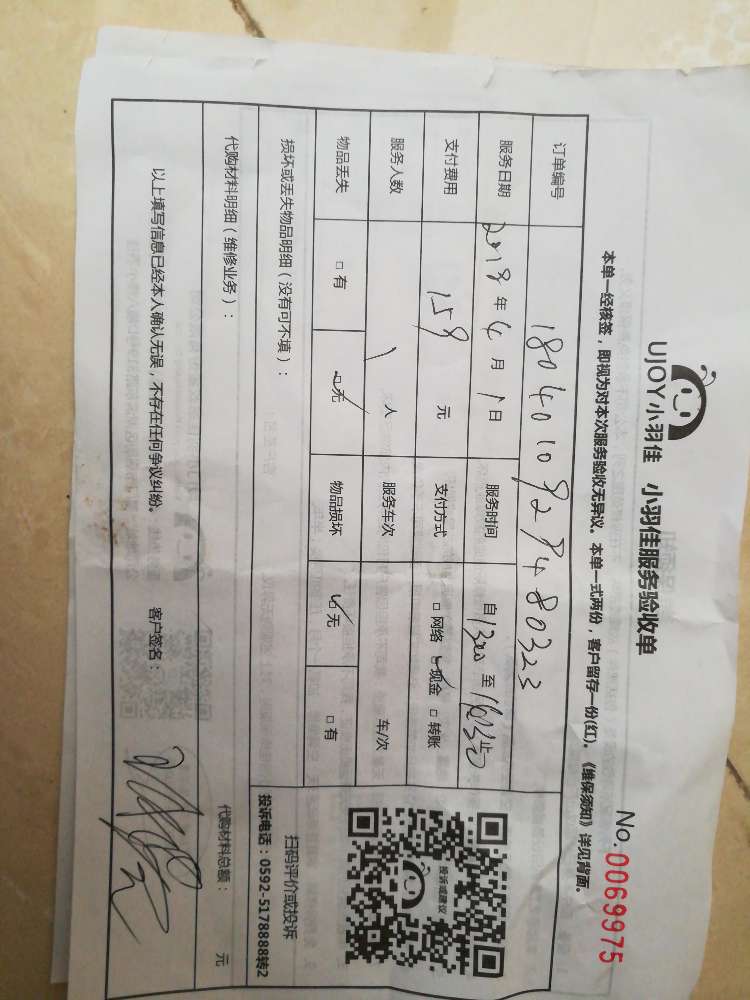 UJOY小羽佳 小羽佳服务验收单
No.0069975
本单一经核签，即视为对本次服务验收无异议。本单一式两份，客户留存一份(红)。《维保须知》详见背面。
订单编号 1804010929480323
服务日期 2018年4月1日 服务时间 自1300至
支付费用 159元 支付方式 □网络 ☑现金 □转账
服务人数 1人 服务车次 车/次
物品丢失 □有 ☑无 物品损坏 ☑无 □有
投诉或建议
扫码评价或投诉
投诉电话：0592-5178888转2
损坏或丢失物品明细（没有可不填）：
代购材料明细（维修业务）： 代购材料总额： 元
以上填写信息已经本人确认无误，不存在任何争议纠纷。 客户签名：